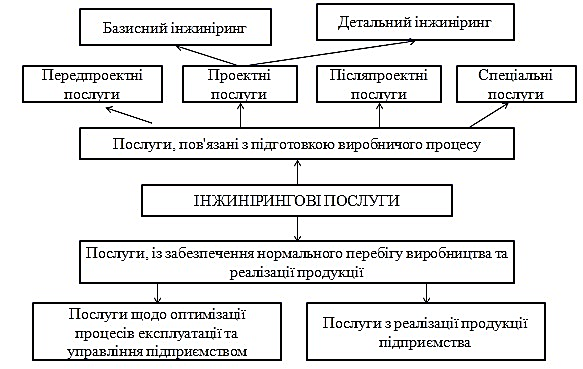 Базисний інжиніринг
Детальний інжиніринг
Передпроектні
послуги
Проектні
послуги
Післяпроектні
послуги
Спеціальні
послуги
Послуги, пов'язані з підготовкою виробничого процесу
ІНЖИНІРИНГОВІ ПОСЛУГИ
Послуги, із забезпечення нормального перебігу виробництва та
реалізації продукції
Послуги щодо оптимізації
процесів експлуатації та
управління підприємством
Послуги з реалізації продукції
підприємства